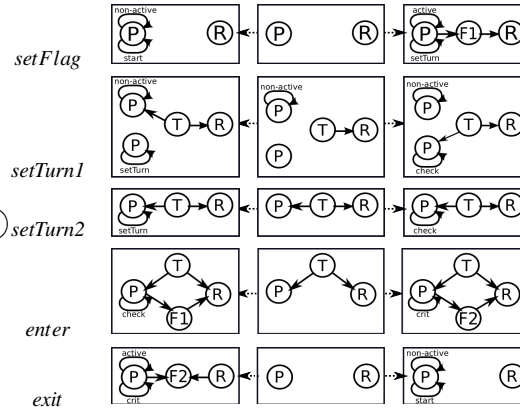 non-active active
P R P R P F1 R
setFlag start setTurn
non-active non-active non-active
P T R P T R P T R
P P P
setTurn1 setTurn check
P T R P T R P T R
setTurn2 setTurn check
T T T
P R P R P R
check F1 crit F2
enter
active non-active
P F2 R P R P R
exit crit start